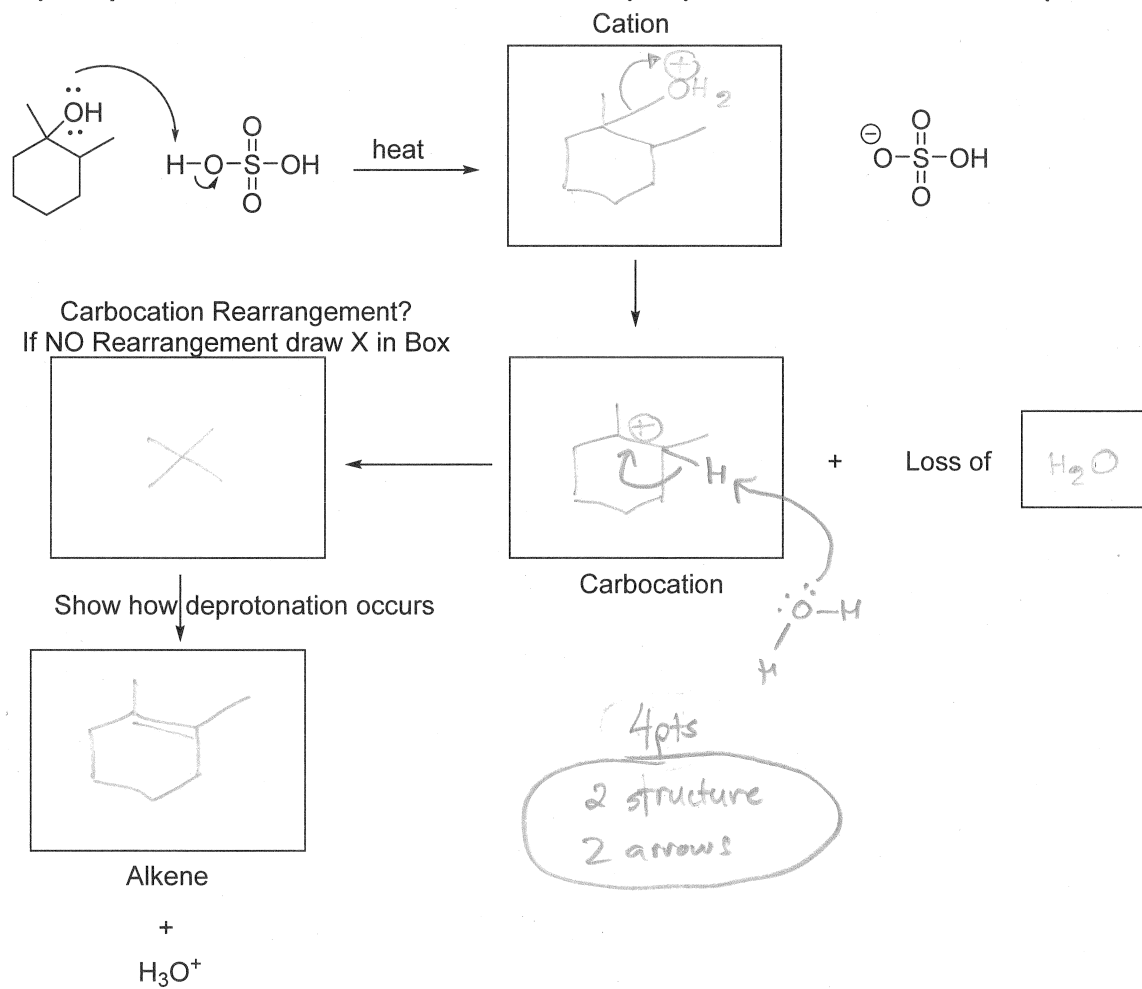 Cation
⊕
OH
H–O–S–OH
O
O
heat
OH₂
⊖
O
O–S–OH
O
Carbocation Rearrangement?
If NO Rearrangement draw X in Box
X
⊕
H
+
Loss of
H₂O
Carbocation
Show how deprotonation occurs
:Ö–H
H
4pts
2 structure
2 arrows
Alkene
+
H₃O⁺